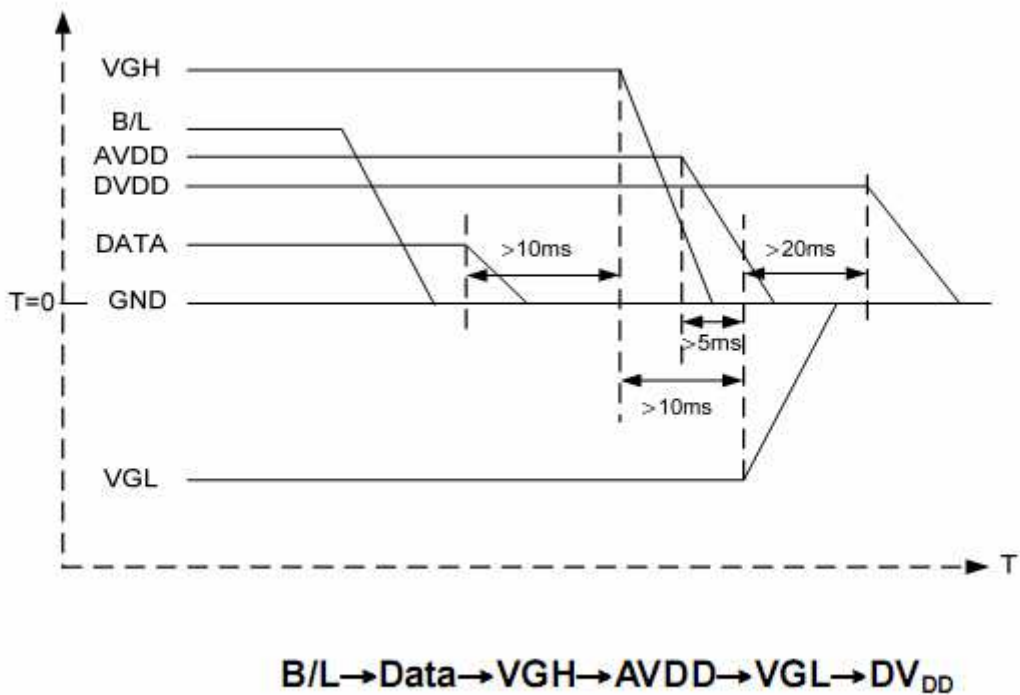 VGH
B/L
AVDD
DVDD
DATA
>10ms
>20ms
T=0
GND
>5ms
>10ms
VGL
T
B/L→Data→VGH→AVDD→VGL→DVDD